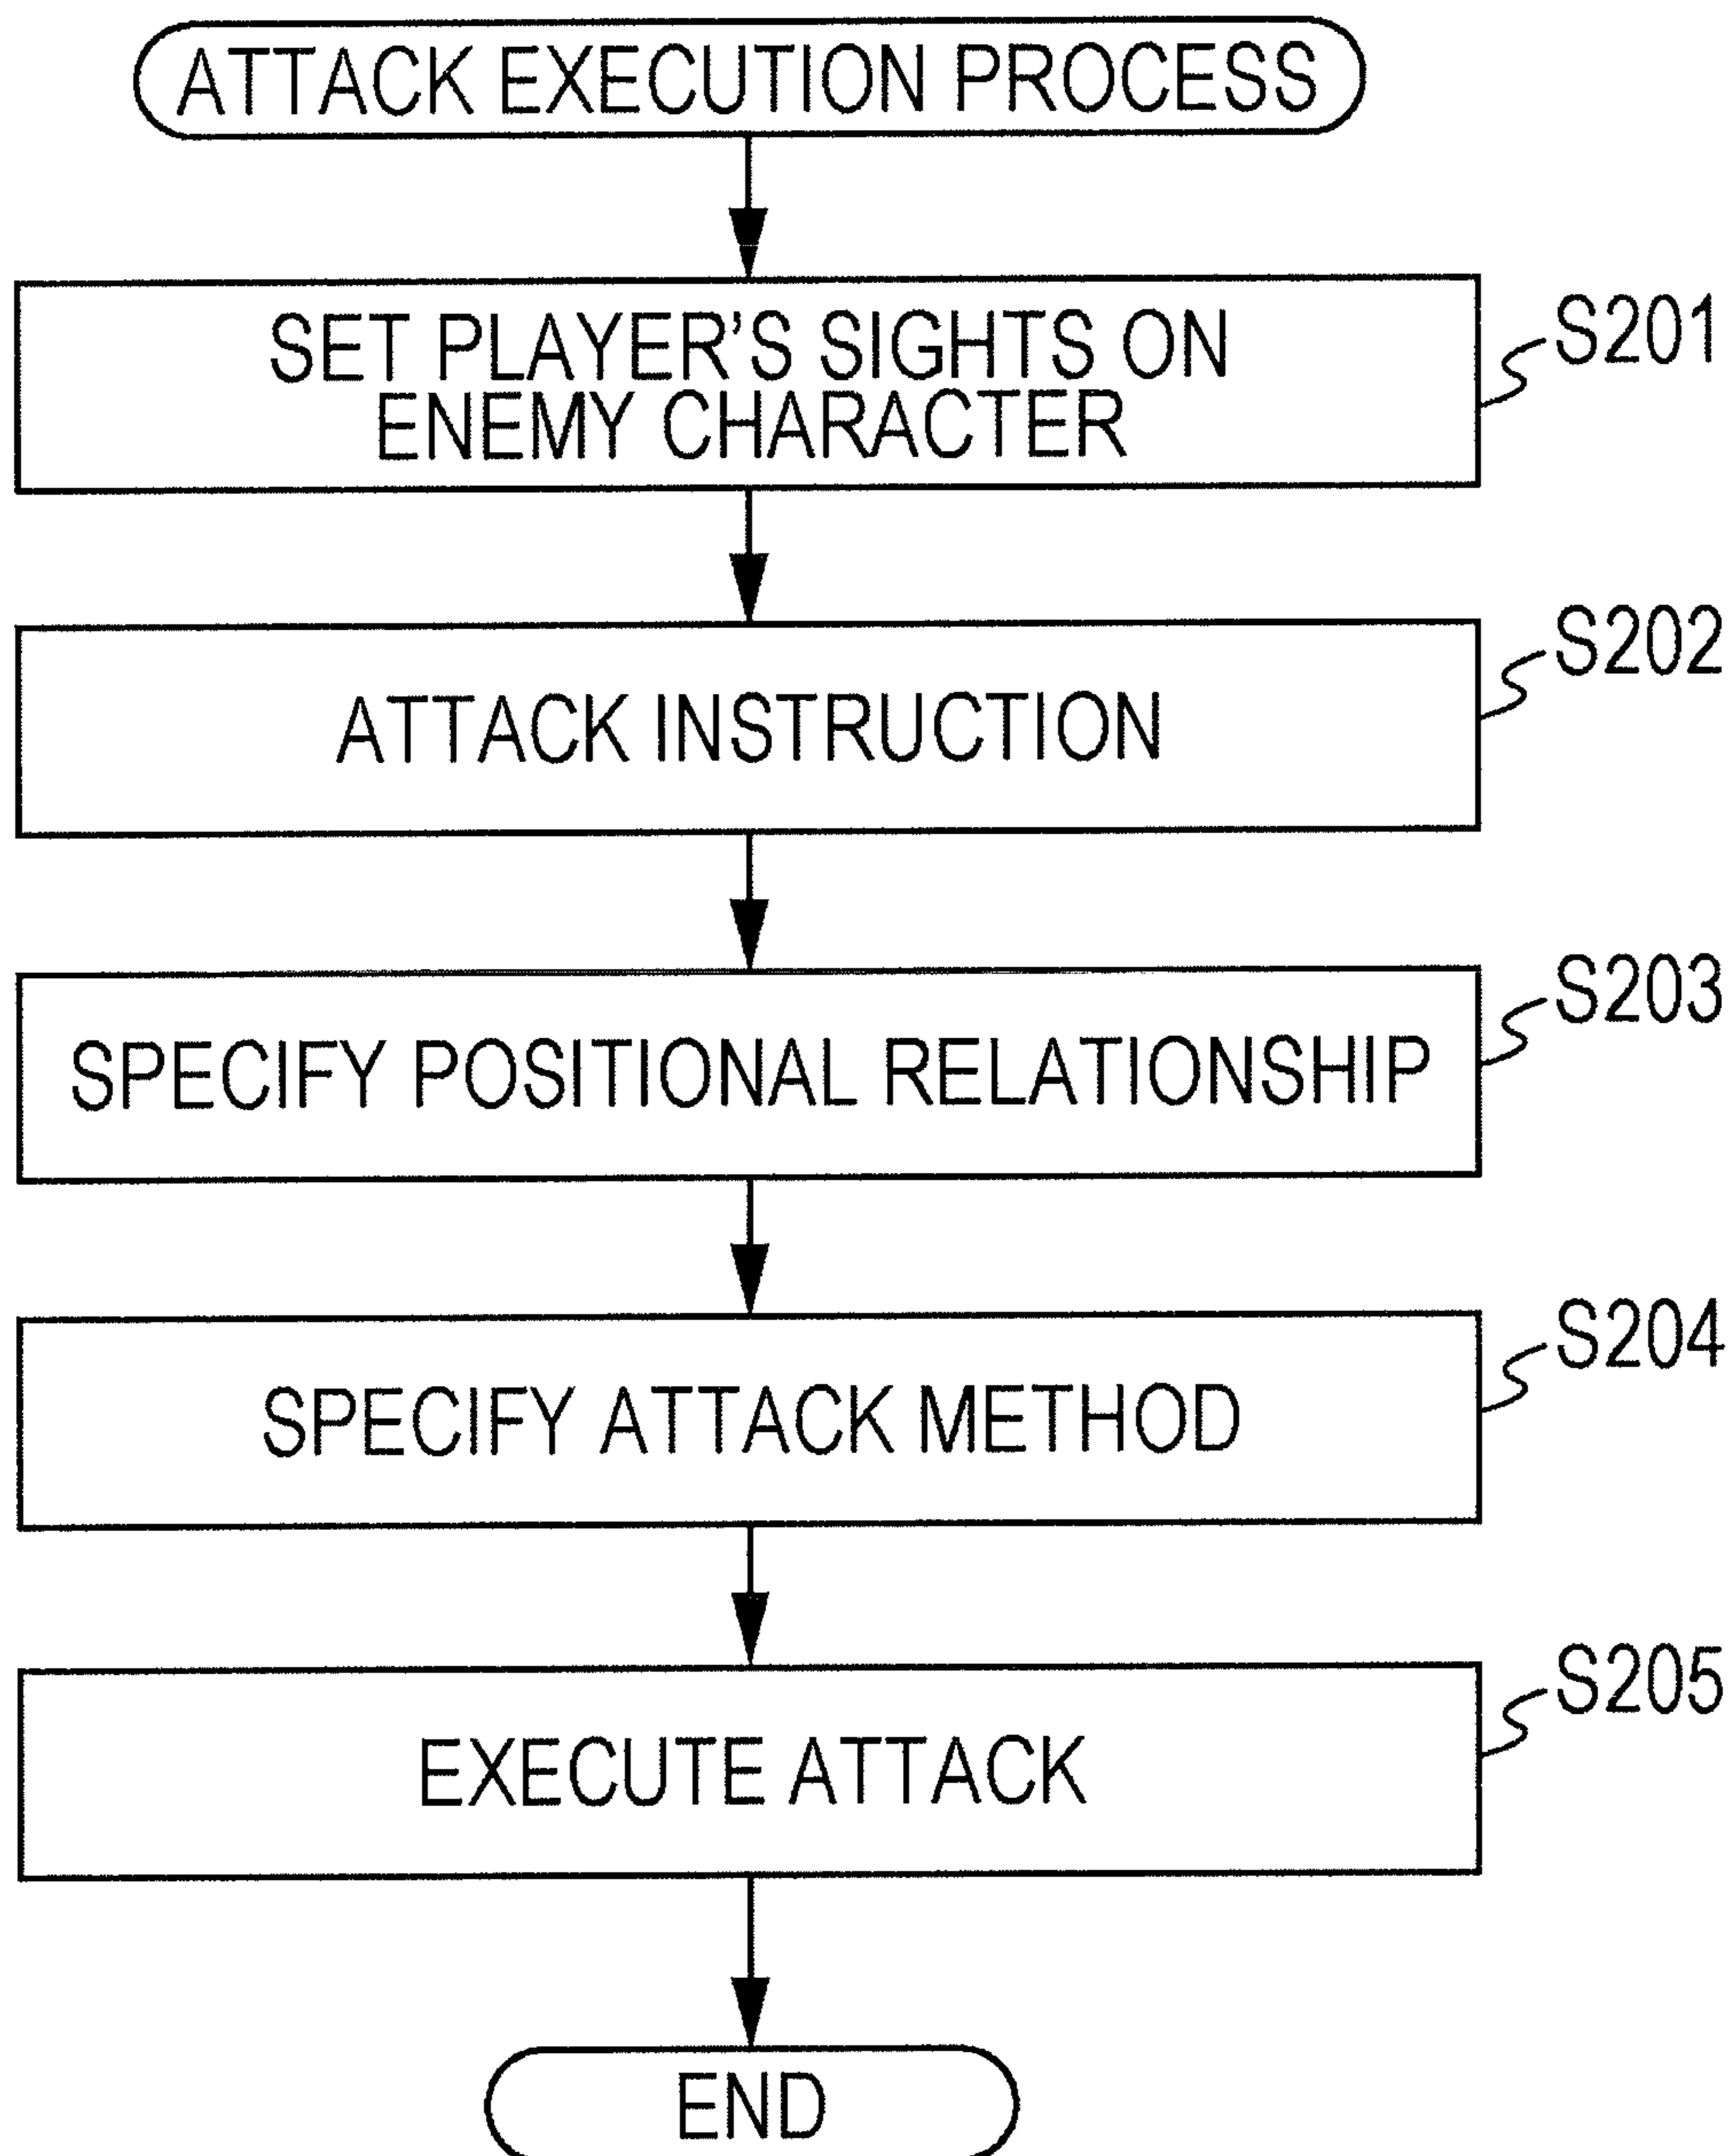 ATTACK EXECUTION PROCESS
SET PLAYER'S SIGHTS ON
ENEMY CHARACTER
S201
ATTACK INSTRUCTION
S202
SPECIFY POSITIONAL RELATIONSHIP
S203
SPECIFY ATTACK METHOD
S204
EXECUTE ATTACK
S205
END